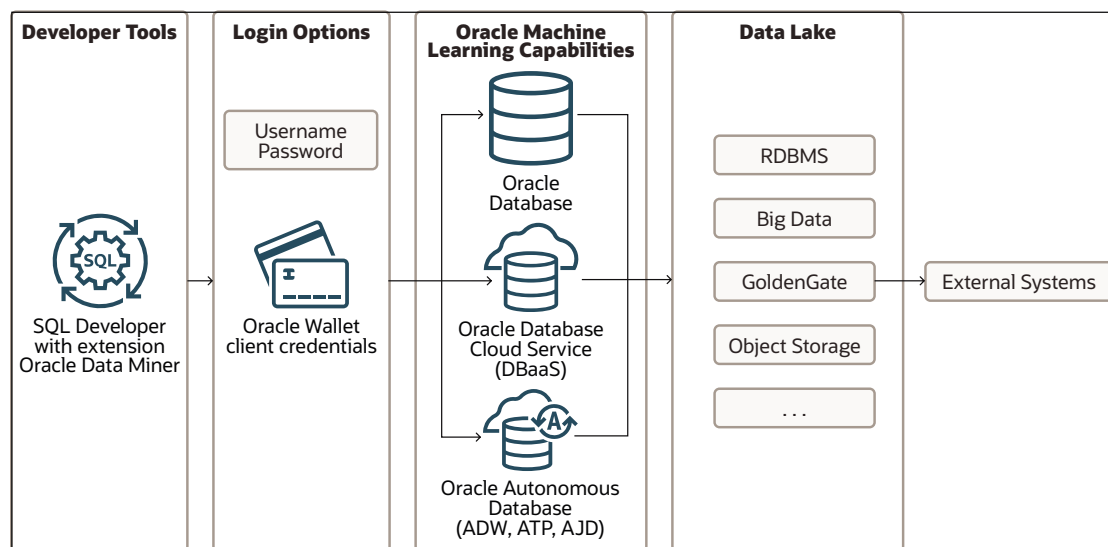 Developer Tools
SQL
SQL Developer
with extension
Oracle Data Miner
Login Options
Username
Password
Oracle Wallet
client credentials
Oracle Machine
Learning Capabilities
Oracle
Database
Oracle Database
Cloud Service
(DBaaS)
A
Oracle Autonomous
Database
(ADW, ATP, AJD)
Data Lake
RDBMS
Big Data
GoldenGate
Object Storage
. . .
External Systems